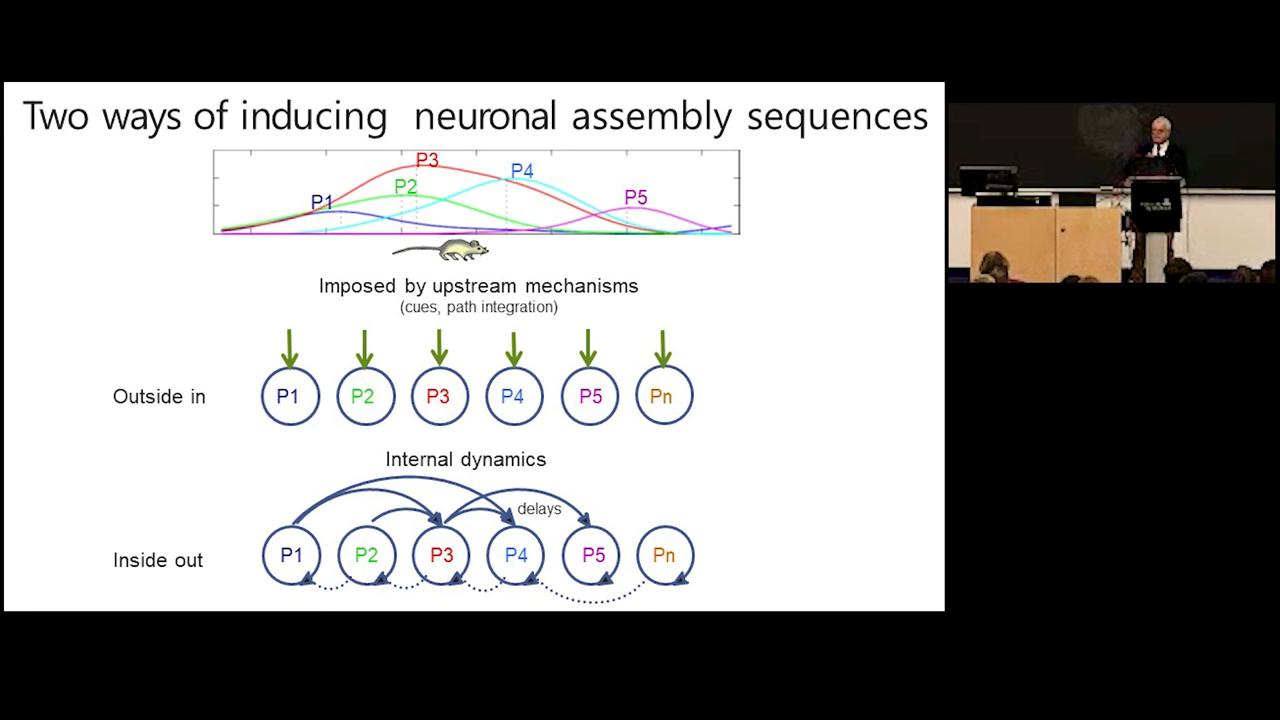 Two ways of inducing neuronal assembly sequences
P3
P4
P2
P1
P5
Imposed by upstream mechanisms
(cues, path integration)
Outside in
P1 P2 P3 P4 P5 Pn
Internal dynamics
delays
Inside out
P1 P2 P3 P4 P5 Pn